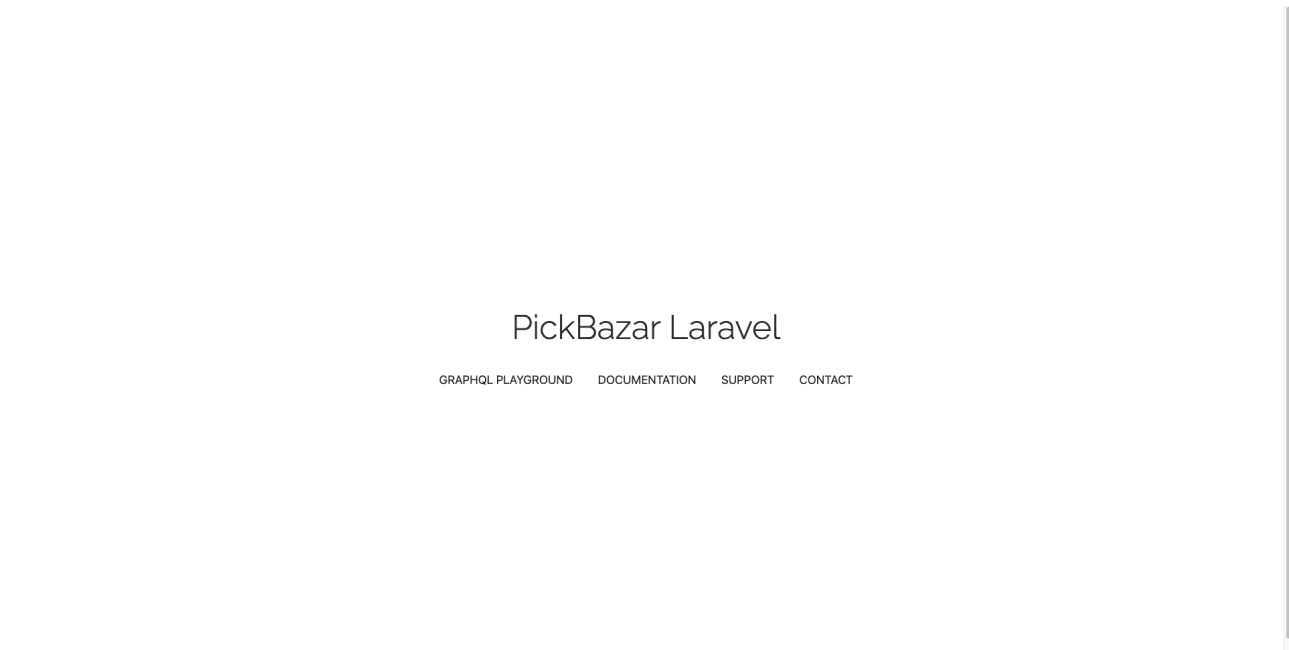 PickBazar Laravel
GRAPHQL PLAYGROUND DOCUMENTATION SUPPORT CONTACT